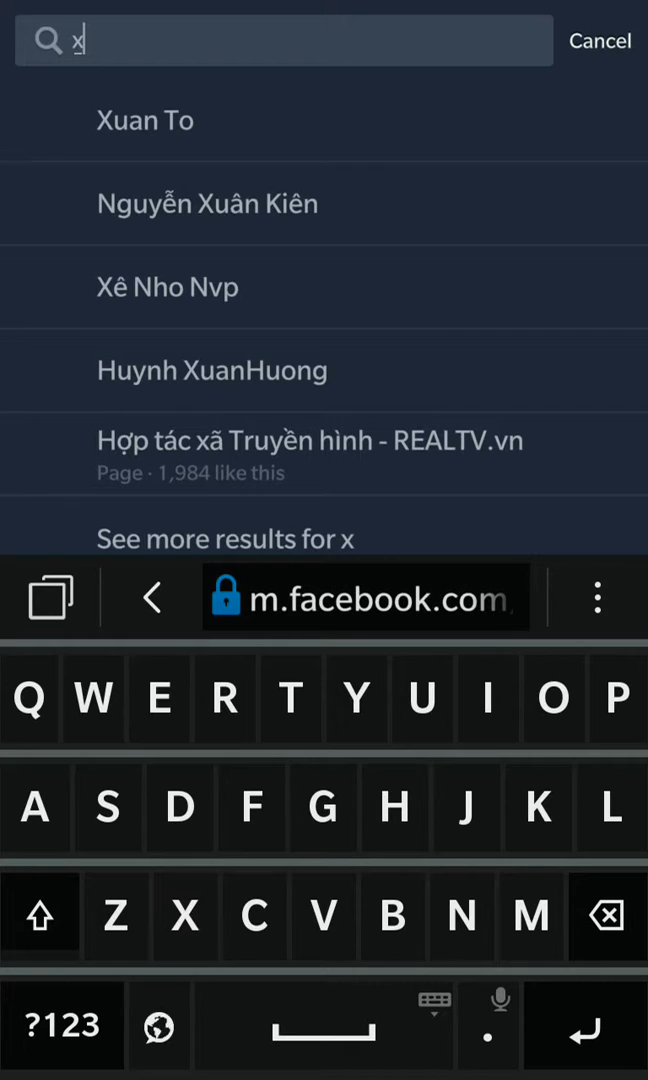 x
Cancel
Xuan To
Nguyễn Xuân Kiên
Xê Nho Nvp
Huynh XuanHuong
Hợp tác xã Truyền hình - REALTV.vn
Page · 1,984 like this
See more results for x
m.facebook.com
Q W E R T Y U I O P
A S D F G H J K L
Z X C V B N M
?123 .